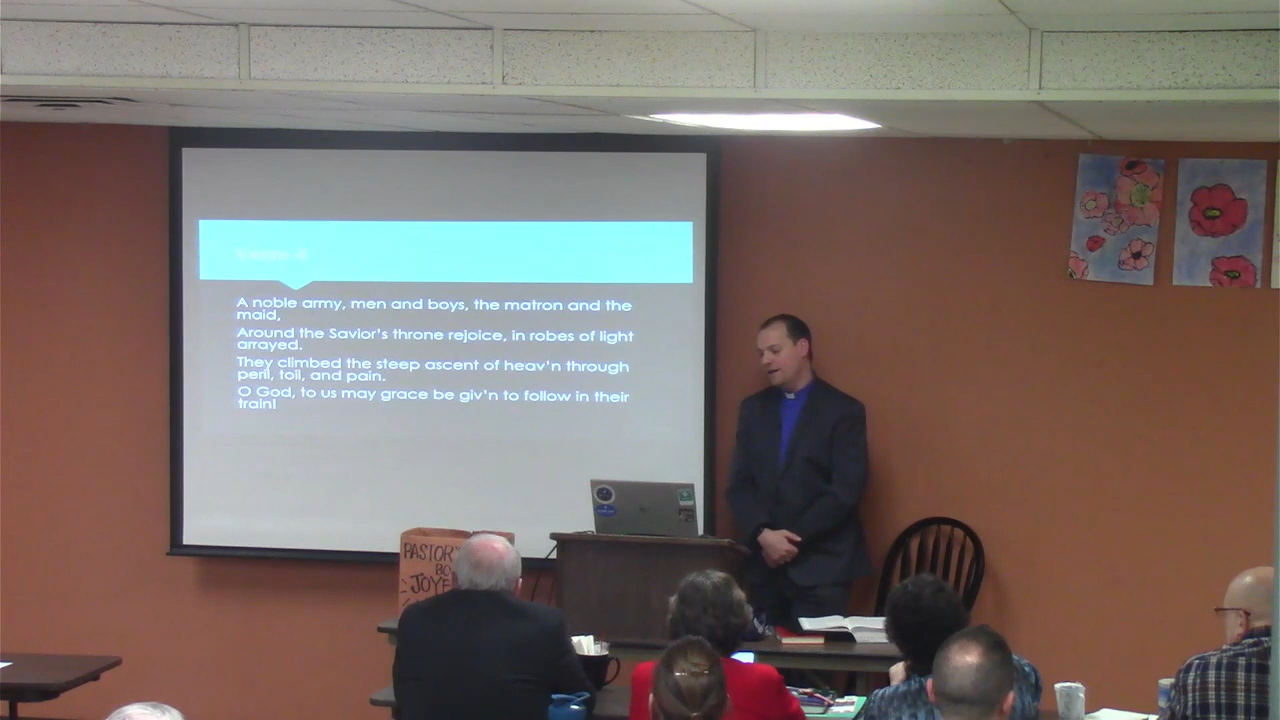 Verse 4
A noble army, men and boys, the matron and the
maid,
Around the Savior's throne rejoice, in robes of light
arrayed.
They climbed the steep ascent of heav'n through
peril, toil, and pain.
O God, to us may grace be giv'n to follow in their
train!
PASTOR